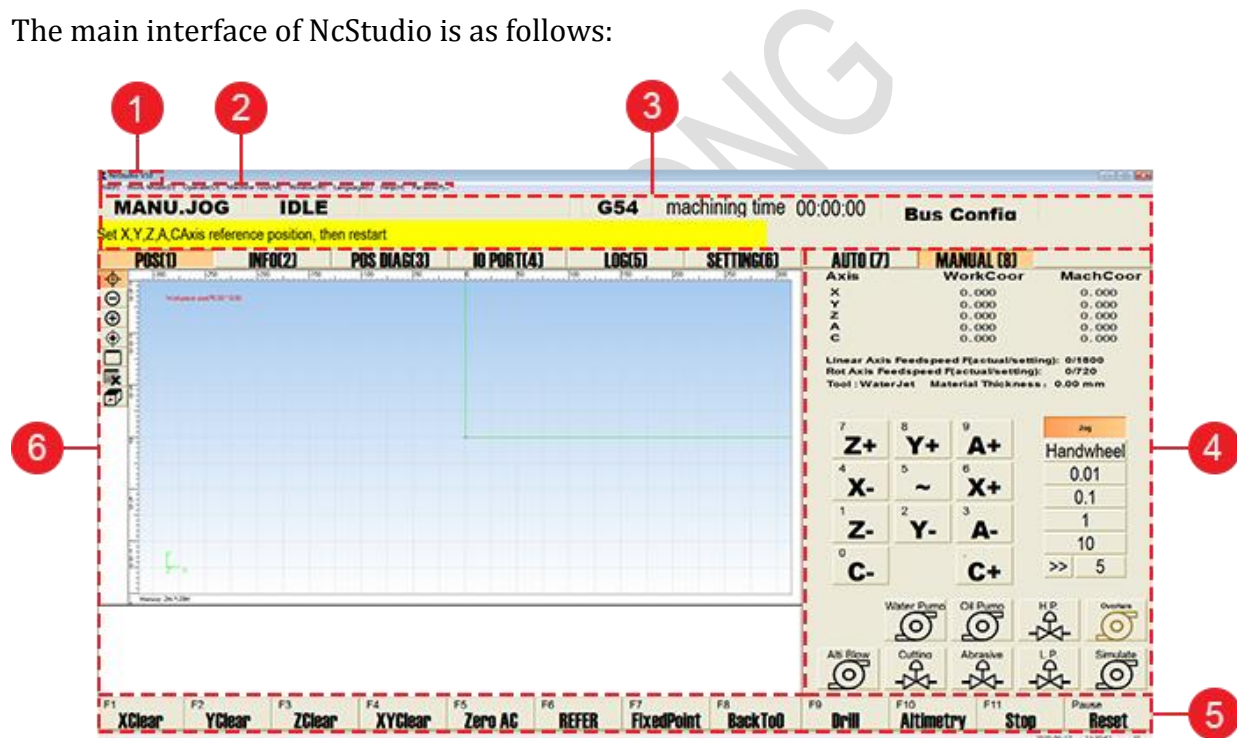 The main interface of NcStudio is as follows:
1 2 3
NcStudio V15
MANU.JOG IDLE G54 machining time 00:00:00 Bus Config
Set X,Y,Z,A,CAxis reference position, then restart
POS(1) INFO(2) POS DIAG(3) IO PORT(4) LOG(5) SETTING(6) AUTO (7) MANUAL (8)
Axis WorkCoor MachCoor
X 0.000 0.000
Y 0.000 0.000
Z 0.000 0.000
A 0.000 0.000
C 0.000 0.000
Linear Axis Feedspeed F(actual/setting): 0/1800
Rot Axis Feedspeed F(actual/setting): 0/720
Tool : WaterJet Material Thickness : 0.00 mm
7 Z+ 8 Y+ 9 A+ Jog
Handwheel
6 4
4 X- 5 ~ 6 X+ 0.01
0.1
1 Z- 2 Y- 3 A- 1
10
0 C- . C+ >> 5
Water Pump Oil Pump H.P.
Alti Blow Cutting Abrasive L.P. Simulate
F1 XClear F2 YClear F3 ZClear F4 XYClear F5 Zero AC F6 REFER F7 FixedPoint F8 BackTo0 F9 Drill F10 Altimetry F11 Stop Pause Reset
5